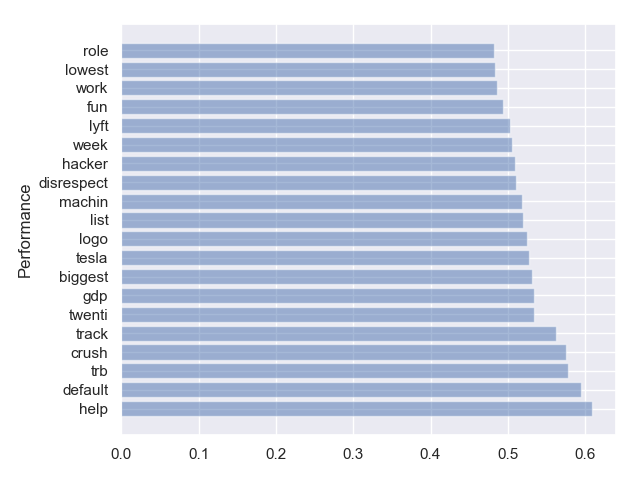 role
lowest
work
fun
lyft
week
hacker
disrespect
machin
list
logo
tesla
biggest
gdp
twenti
track
crush
trb
default
help
Performance
0.0 0.1 0.2 0.3 0.4 0.5 0.6